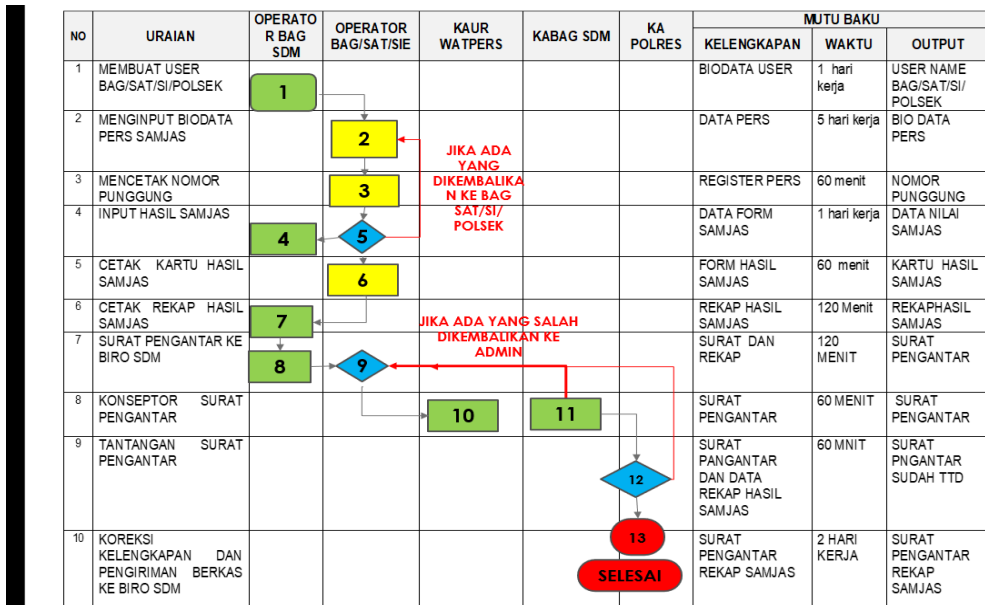 NO
URAIAN
OPERATO
R BAG
SDM
OPERATOR
BAG/SAT/SIE
KAUR
WATPERS
KABAG SDM
KA
POLRES
MUTU BAKU
KELENGKAPAN
WAKTU
OUTPUT
1
MEMBUAT USER
BAG/SAT/SI/POLSEK
1
BIODATA USER
1 hari
kerja
USER NAME
BAG/SAT/SI/
POLSEK
2
MENGINPUT BIODATA
PERS SAMJAS
2
DATA PERS
5 hari kerja
BIO DATA
PERS
JIKA ADA
YANG
DIKEMBALIKA
N KE BAG
SAT/SI/
POLSEK
3
MENCETAK NOMOR
PUNGGUNG
3
REGISTER PERS
60 menit
NOMOR
PUNGGUNG
4
INPUT HASIL SAMJAS
4
5
DATA FORM
SAMJAS
1 hari kerja
DATA NILAI
SAMJAS
5
CETAK KARTU HASIL
SAMJAS
6
FORM HASIL
SAMJAS
60 menit
KARTU HASIL
SAMJAS
6
CETAK REKAP HASIL
SAMJAS
7
REKAP HASIL
SAMJAS
120 Menit
REKAPHASIL
SAMJAS
JIKA ADA YANG SALAH
DIKEMBALIKAN KE
ADMIN
7
SURAT PENGANTAR KE
BIRO SDM
8
9
SURAT DAN
REKAP
120
MENIT
SURAT
PENGANTAR
8
KONSEPTOR SURAT
PENGANTAR
10
11
SURAT
PENGANTAR
60 MENIT
SURAT
PENGANTAR
9
TANTANGAN SURAT
PENGANTAR
12
SURAT
PANGANTAR
DAN DATA
REKAP HASIL
SAMJAS
60 MNIT
SURAT
PNGANTAR
SUDAH TTD
10
KOREKSI
KELENGKAPAN DAN
PENGIRIMAN BERKAS
KE BIRO SDM
13
SELESAI
SURAT
PENGANTAR
REKAP SAMJAS
2 HARI
KERJA
SURAT
PENGANTAR
REKAP
SAMJAS